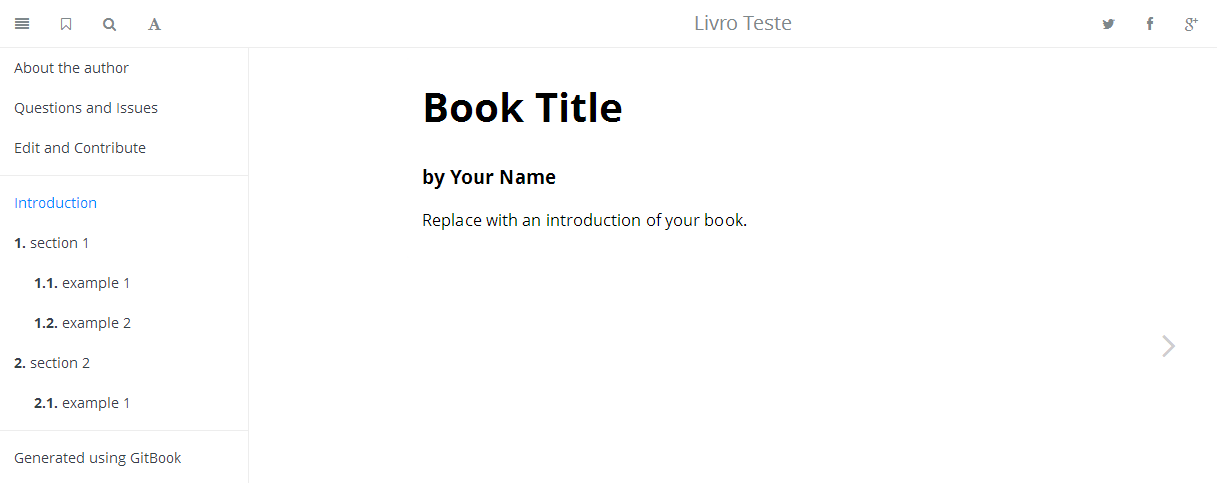 Livro Teste
About the author
Questions and Issues
Edit and Contribute
Introduction
1. section 1
1.1. example 1
1.2. example 2
2. section 2
2.1. example 1
Generated using GitBook
Book Title
by Your Name
Replace with an introduction of your book.